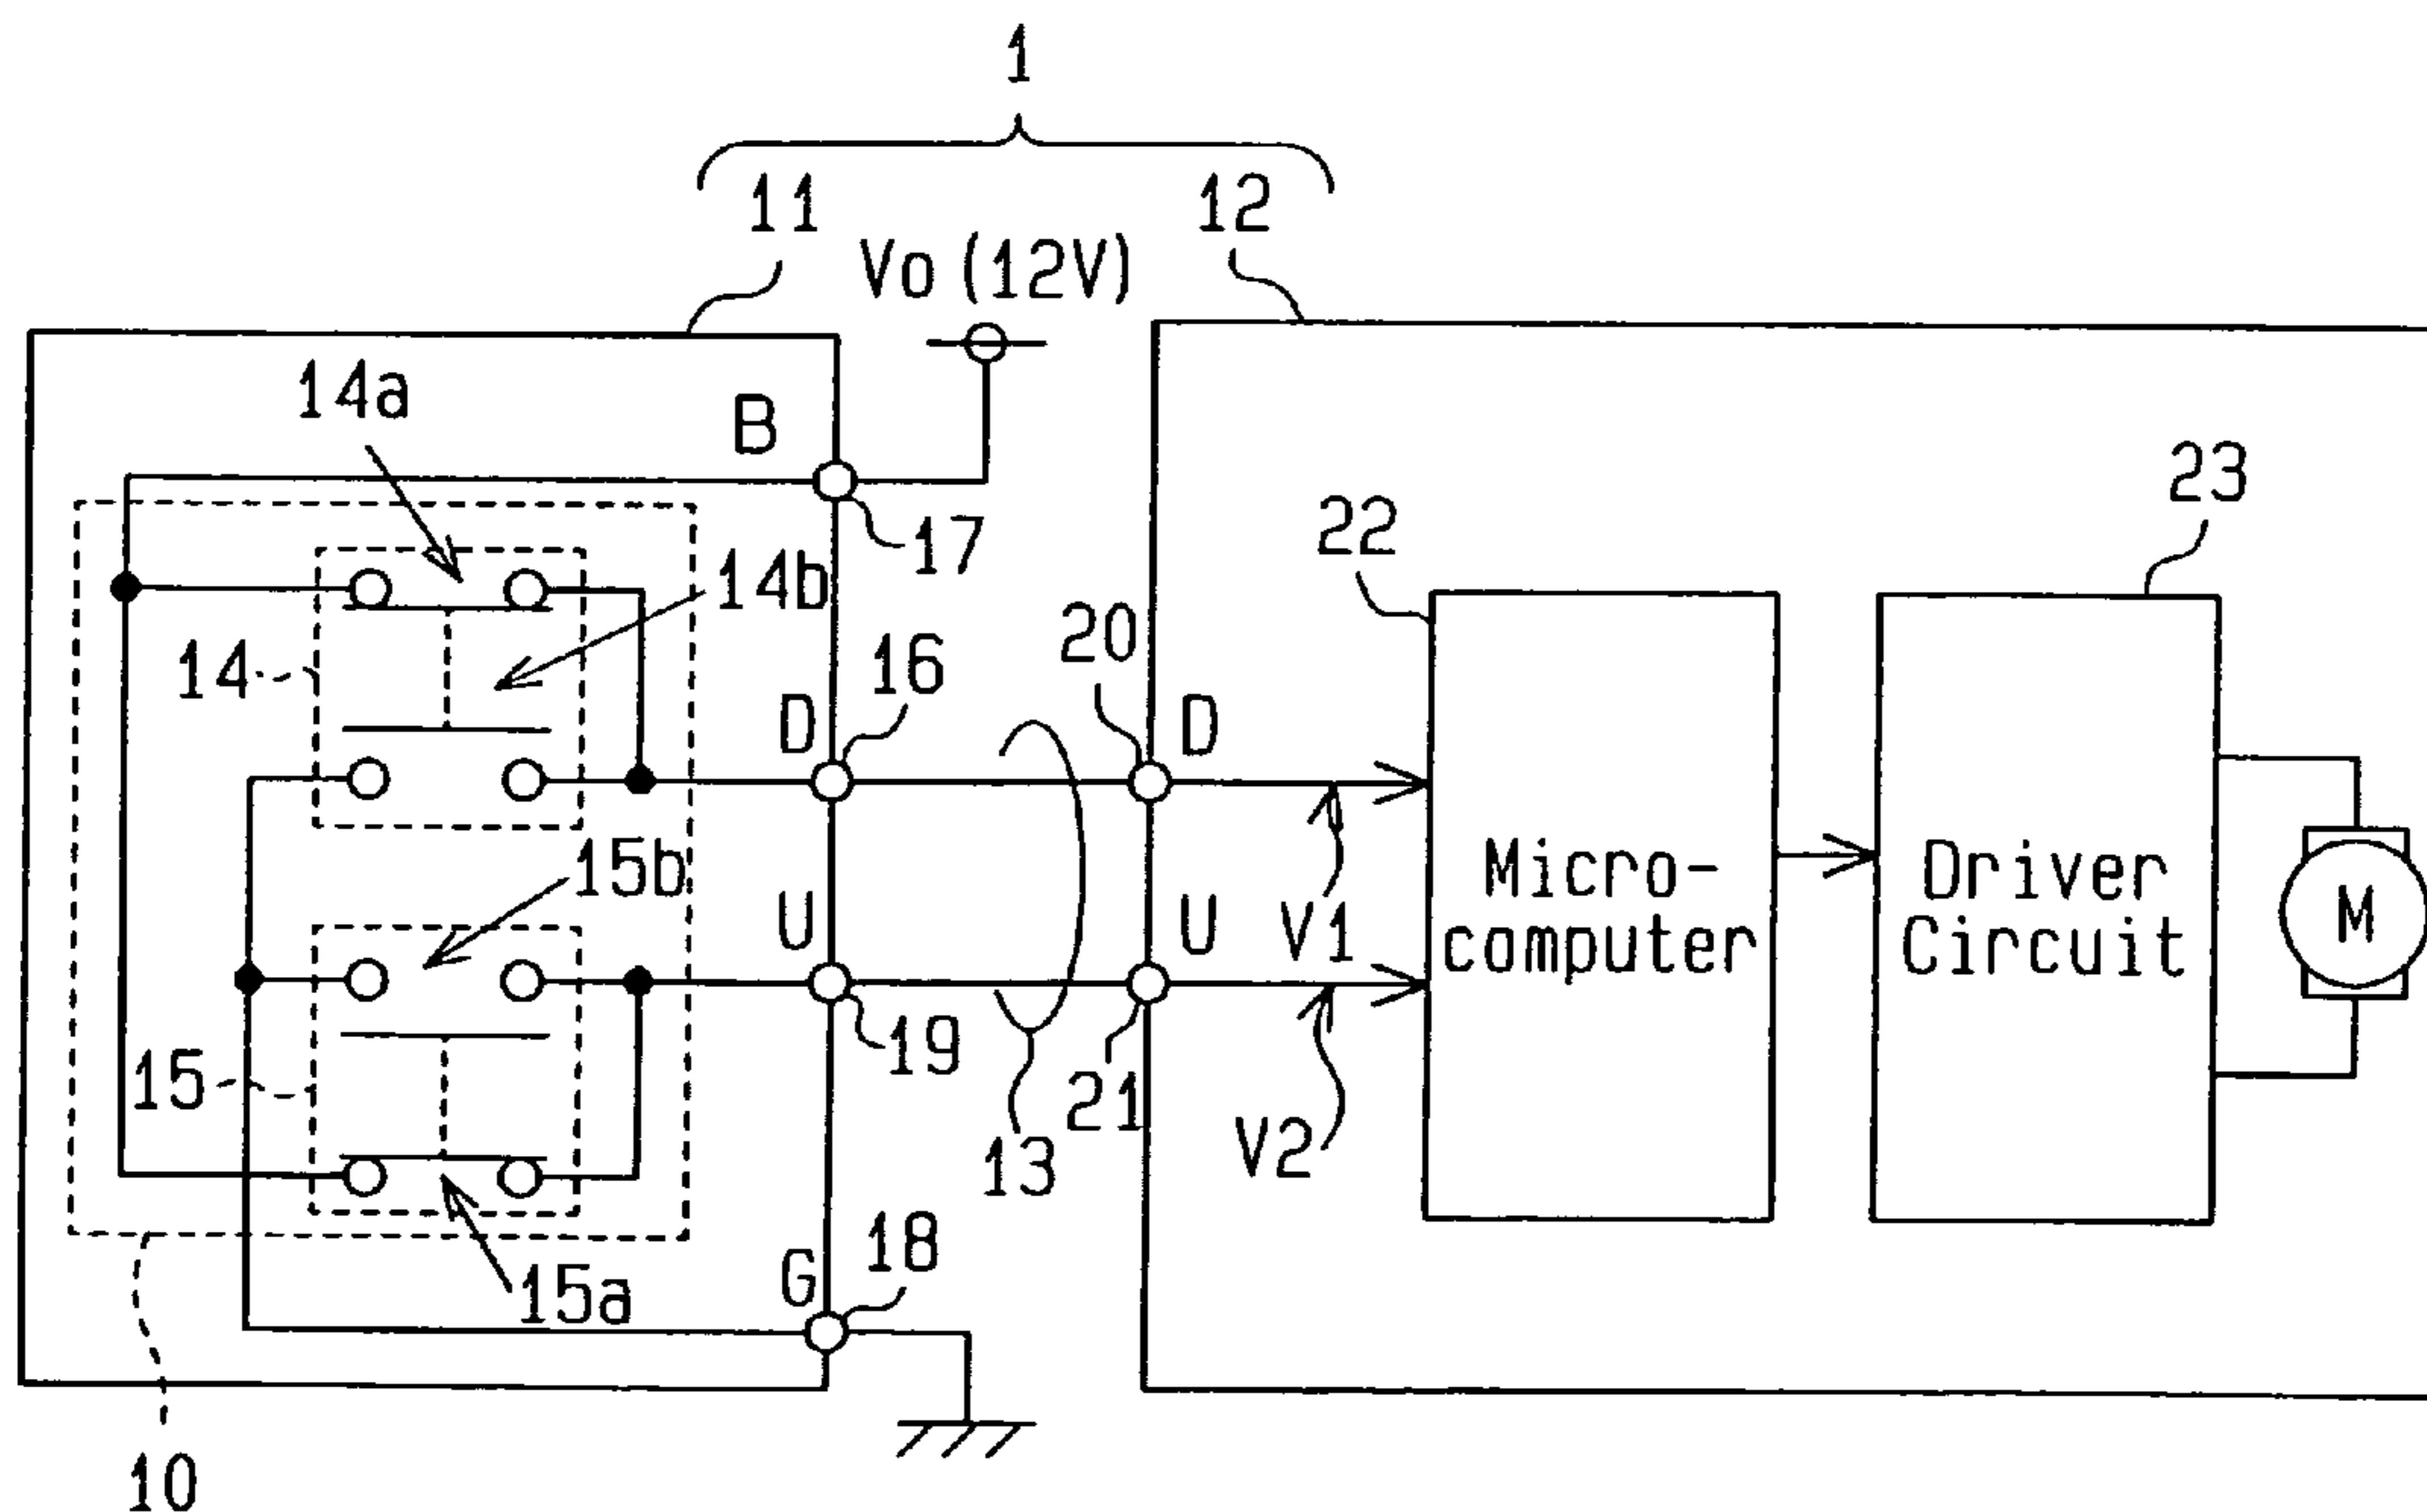 1
11
12
Vo (12V)
14a
B
23
17
22
14b
20
16
14
D
D
15b
U
U
V1
Micro-
computer
Driver
Circuit
M
19
15
21
13
V2
18
G
15a
10